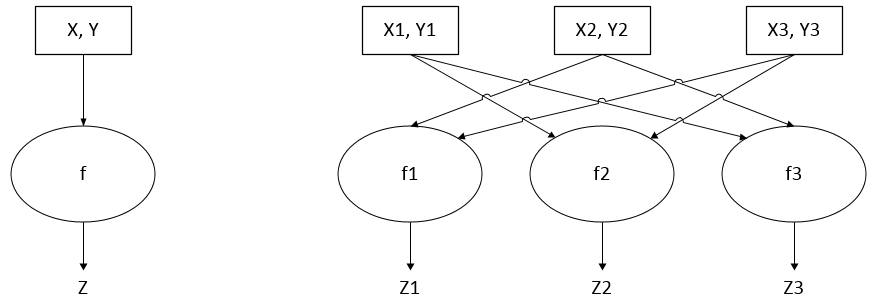 X, Y
X1, Y1
X2, Y2
X3, Y3
f
f1
f2
f3
Z
Z1
Z2
Z3